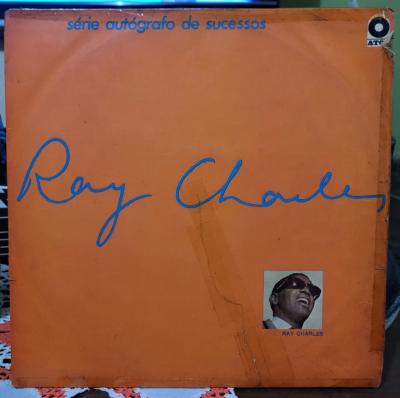 série autógrafo de sucessos
Ray Charles
RAY CHARLES